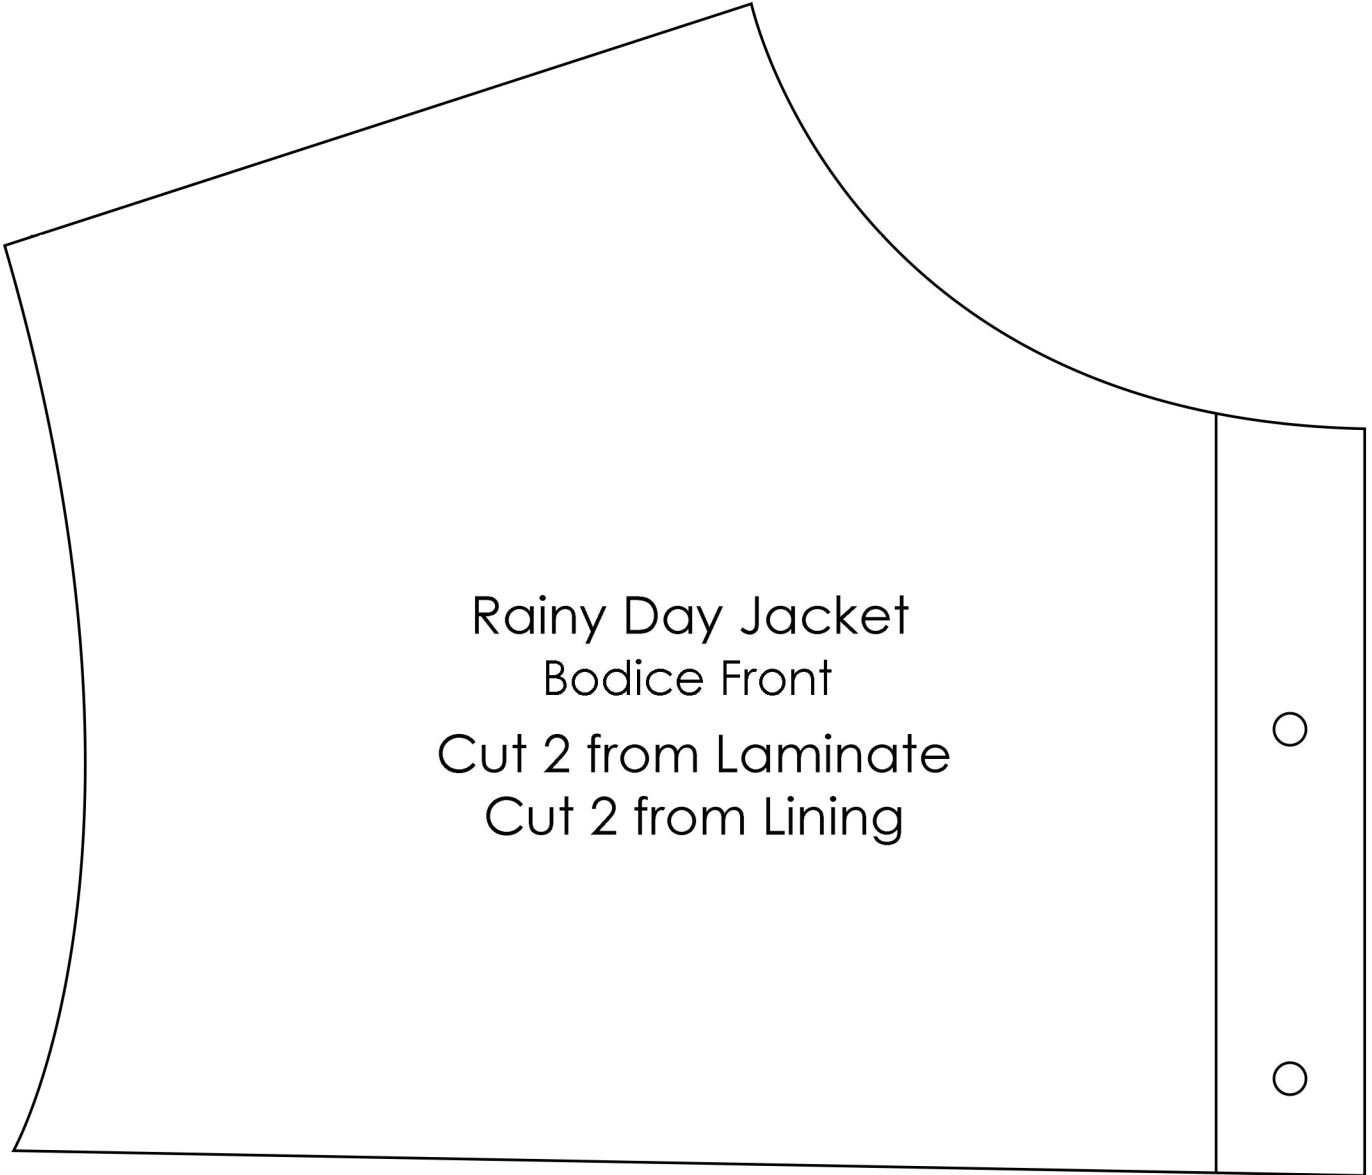 Rainy Day Jacket
Bodice Front
Cut 2 from Laminate
Cut 2 from Lining